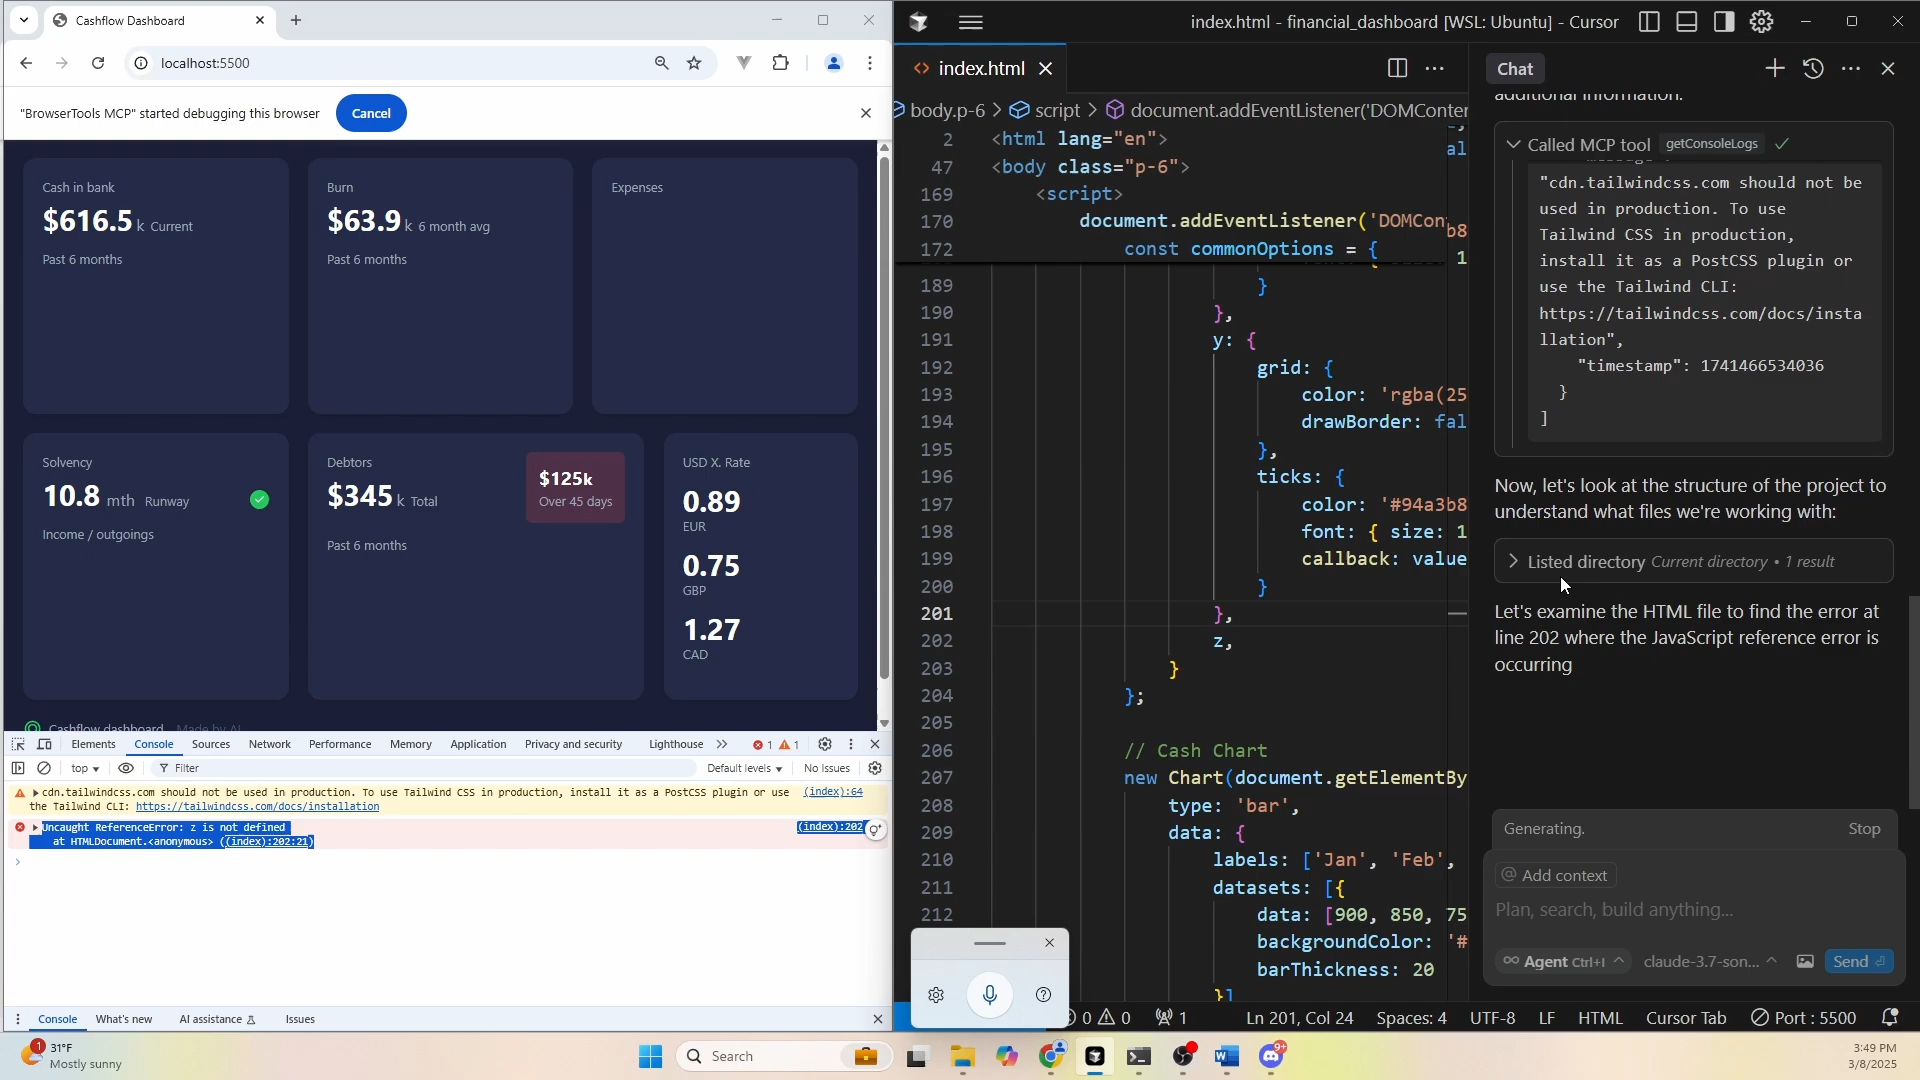 Cashflow Dashboard
localhost:5500
"BrowserTools MCP" started debugging this browser
Cancel
Cash in bank
$616.5 k Current
Past 6 months
Burn
$63.9 k 6 month avg
Past 6 months
Expenses
Solvency
10.8 mth Runway
Income / outgoings
Debtors
$345 k Total
$125k
Over 45 days
Past 6 months
USD X. Rate
0.89
EUR
0.75
GBP
1.27
CAD
Cashflow dashboard Made by AI
Elements Console Sources Network Performance Memory Application Privacy and security Lighthouse 1 1
top Filter Default levels No Issues
cdn.tailwindcss.com should not be used in production. To use Tailwind CSS in production, install it as a PostCSS plugin or use (index):64
the Tailwind CLI: https://tailwindcss.com/docs/installation
Uncaught ReferenceError: z is not defined (index):202
at HTMLDocument.<anonymous> ((index):202:21)
Console What's new AI assistance Issues
index.html - financial_dashboard [WSL: Ubuntu] - Cursor
index.html
body.p-6 > script > document.addEventListener('DOMConter
2 <html lang="en">
47 <body class="p-6">
169 <script>
170 document.addEventListener('DOMCon
172 const commonOptions = {
189 }
190 },
191 y: {
192 grid: {
193 color: 'rgba(25
194 drawBorder: fal
195 },
196 ticks: {
197 color: '#94a3b8
198 font: { size: 1
199 callback: value
200 }
201 },
202 z,
203 }
204 };
205
206 // Cash Chart
207 new Chart(document.getElementBy
208 type: 'bar',
209 data: {
210 labels: ['Jan', 'Feb',
211 datasets: [{
212 data: [900, 850, 75
backgroundColor: '#
barThickness: 20
}]
Chat
additional information.
Called MCP tool getConsoleLogs
"cdn.tailwindcss.com should not be
used in production. To use
Tailwind CSS in production,
install it as a PostCSS plugin or
use the Tailwind CLI:
https://tailwindcss.com/docs/insta
llation",
"timestamp": 1741466534036
}
]
Now, let's look at the structure of the project to
understand what files we're working with:
Listed directory Current directory • 1 result
Let's examine the HTML file to find the error at
line 202 where the JavaScript reference error is
occurring
Generating. Stop
@ Add context
Plan, search, build anything...
Agent Ctrl+I claude-3.7-son... Send
0 0 1 Ln 201, Col 24 Spaces: 4 UTF-8 LF HTML Cursor Tab Port : 5500
1
31°F
Mostly sunny
Search
9+
3:49 PM
3/8/2025